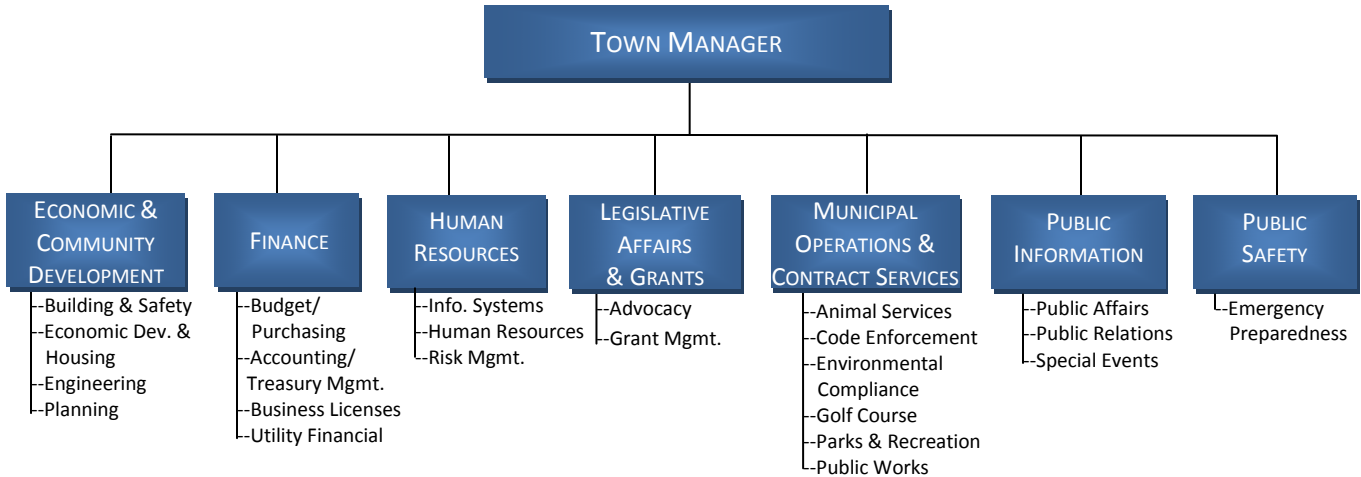 TOWN MANAGER
ECONOMIC &
COMMUNITY
DEVELOPMENT
--Building & Safety
--Economic Dev. &
Housing
--Engineering
--Planning
FINANCE
--Budget/
Purchasing
--Accounting/
Treasury Mgmt.
--Business Licenses
--Utility Financial
HUMAN
RESOURCES
--Info. Systems
--Human Resources
--Risk Mgmt.
LEGISLATIVE
AFFAIRS
& GRANTS
--Advocacy
--Grant Mgmt.
MUNICIPAL
OPERATIONS &
CONTRACT SERVICES
--Animal Services
--Code Enforcement
--Environmental
Compliance
--Golf Course
--Parks & Recreation
--Public Works
PUBLIC
INFORMATION
--Public Affairs
--Public Relations
--Special Events
PUBLIC
SAFETY
--Emergency
Preparedness